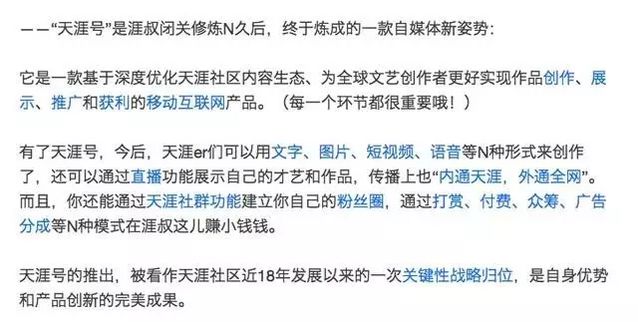 ——“天涯号”是涯叔闭关修炼N久后，终于炼成的一款自媒体新姿势：
它是一款基于深度优化天涯社区内容生态、为全球文艺创作者更好实现作品创作、展
示、推广和获利的移动互联网产品。（每一个环节都很重要哦！）
有了天涯号，今后，天涯er们可以用文字、图片、短视频、语音等N种形式来创作
了，还可以通过直播功能展示自己的才艺和作品，传播上也“内通天涯，外通全网”。
而且，你还能通过天涯社群功能建立你自己的粉丝圈，通过打赏、付费、众筹、广告
分成等N种模式在涯叔这儿赚小钱钱。
天涯号的推出，被看作天涯社区近18年发展以来的一次关键性战略归位，是自身优势
和产品创新的完美成果。